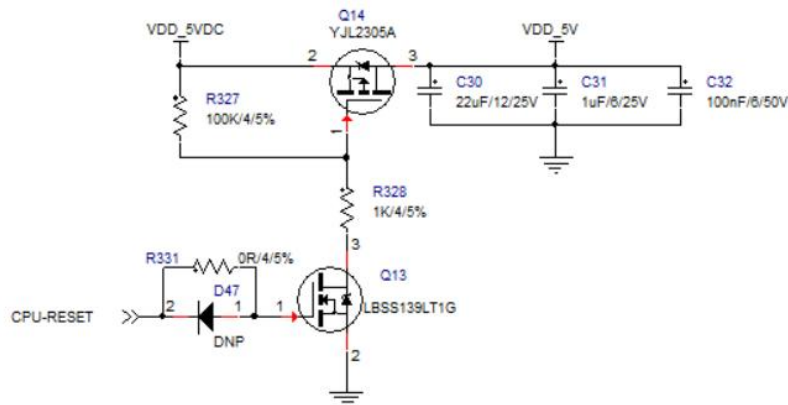 Q14
YJL2305A
VDD_5VDC
VDD_5V
2
3
R327
100K/4/5%
C30
22uF/12/25V
C31
1uF/6/25V
C32
100nF/6/50V
1
R328
1K/4/5%
3
R331
0R/4/5%
Q13
D47
LBSS139LT1G
CPU-RESET
2
1
1
DNP
2